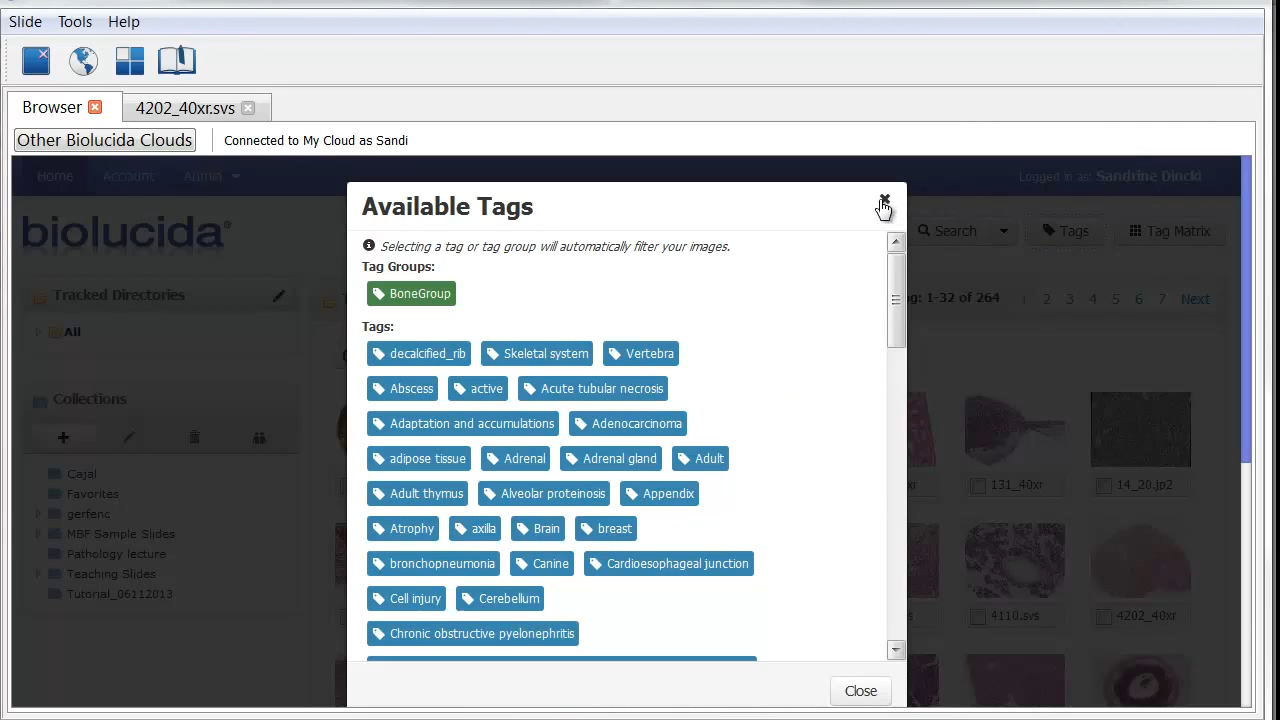 Slide Tools Help
Browser 4202_40xr.svs
Other Biolucida Clouds Connected to My Cloud as Sandi
Home Account Admin Logged in as:
biolucida® Search Tags Tag Matrix
Available Tags
Selecting a tag or tag group will automatically filter your images.
Tag Groups:
BoneGroup
Tracked Directories
1-32 of 264 1 2 3 4 5 6 7 Next
All
Tags:
decalcified_rib Skeletal system Vertebra
Abscess active Acute tubular necrosis
Collections
Adaptation and accumulations Adenocarcinoma
adipose tissue Adrenal Adrenal gland Adult
Cajal
Favorites
Adult thymus Alveolar proteinosis Appendix
131_40xr 14_20.jp2
gerfenc
Atrophy axilla Brain breast
MBF Sample Slides
Pathology lecture
bronchopneumonia Canine Cardioesophageal junction
Teaching Slides
Tutorial_06112013
Cell injury Cerebellum
4110.svs 4202_40xr
Chronic obstructive pyelonephritis
Close